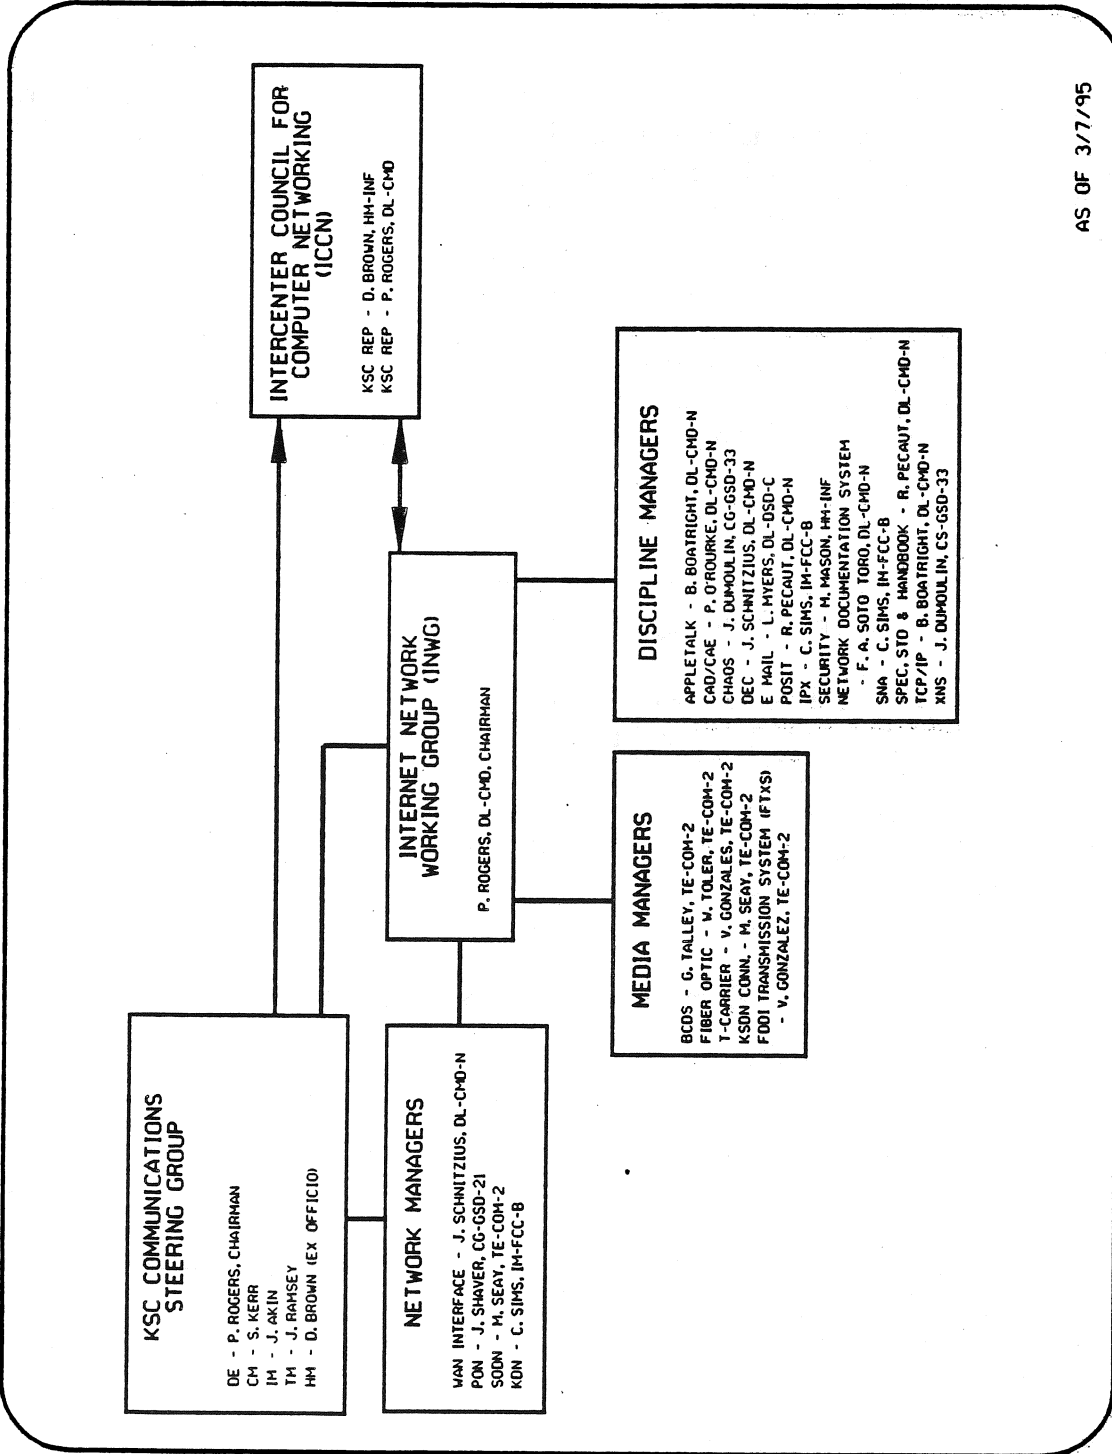 KSC COMMUNICATIONS
STEERING GROUP
DE - P. ROGERS, CHAIRMAN
CM - S. KERR
IM - J. AKIN
TM - J. RAMSEY
HM - D. BROWN (EX OFFICIO)
INTERCENTER COUNCIL FOR
COMPUTER NETWORKING
(ICCN)
KSC REP - D. BROWN, HM-INF
KSC REP - P. ROGERS, DL-CMD
NETWORK MANAGERS
WAN INTERFACE - J. SCHNITZIUS, DL-CMD-N
PON - J. SHAVER, CG-GSD-21
SODN - M. SEAY, TE-COM-2
KDN - C. SIMS, IM-FCC-B
INTERNET NETWORK
WORKING GROUP (INWG)
P. ROGERS, DL-CMD, CHAIRMAN
MEDIA MANAGERS
BCDS - G. TALLEY, TE-COM-2
FIBER OPTIC - W. TOLER, TE-COM-2
T-CARRIER - V. GONZALES, TE-COM-2
KSDN CONN. - M. SEAY, TE-COM-2
FDDI TRANSMISSION SYSTEM (FTXS)
- V. GONZALEZ, TE-COM-2
DISCIPLINE MANAGERS
APPLETALK - B. BOATRIGHT, DL-CMD-N
CAD/CAE - P. O'ROURKE, DL-CMD-N
CHAOS - J. DUMOULIN, CG-GSD-33
DEC - J. SCHNITZIUS, DL-CMD-N
E MAIL - L. MYERS, DL-DSD-C
POSIT - R. PECAUT, DL-CMD-N
IPX - C. SIMS, IM-FCC-B
SECURITY - M. MASON, HM-INF
NETWORK DOCUMENTATION SYSTEM
- F. A. SOTO TORO, DL-CMD-N
SNA - C. SIMS, IM-FCC-B
SPEC, STD & HANDBOOK - R. PECAUT, DL-CMD-N
TCP/IP - B. BOATRIGHT, DL-CMD-N
XNS - J. DUMOULIN, CS-GSD-33
AS OF 3/7/95